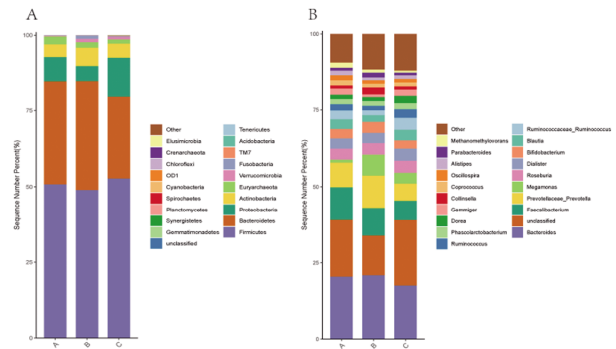 A
B
100
75
50
25
0
Sequence Number Percent(%)
A
B
C
Other
Elusimicrobia
Crenarchaeota
Chloroflexi
OD1
Cyanobacteria
Spirochaetes
Planctomycetes
Synergistetes
Gemmatimonadetes
unclassified
Tenericutes
Acidobacteria
TM7
Fusobacteria
Verrucomicrobia
Euryarchaeota
Actinobacteria
Proteobacteria
Bacteroidetes
Firmicutes
100
75
50
25
0
Sequence Number Percent(%)
A
B
C
Other
Methanomethylovorans
Parabacteroides
Alistipes
Oscillospira
Coprococcus
Collinsella
Gemmiger
Dorea
Phascolarctobacterium
Ruminococcus
Ruminococcaceae_Ruminococcus
Blautia
Bifidobacterium
Dialister
Roseburia
Megamonas
Prevotellaceae_Prevotella
Faecalibacterium
unclassified
Bacteroides